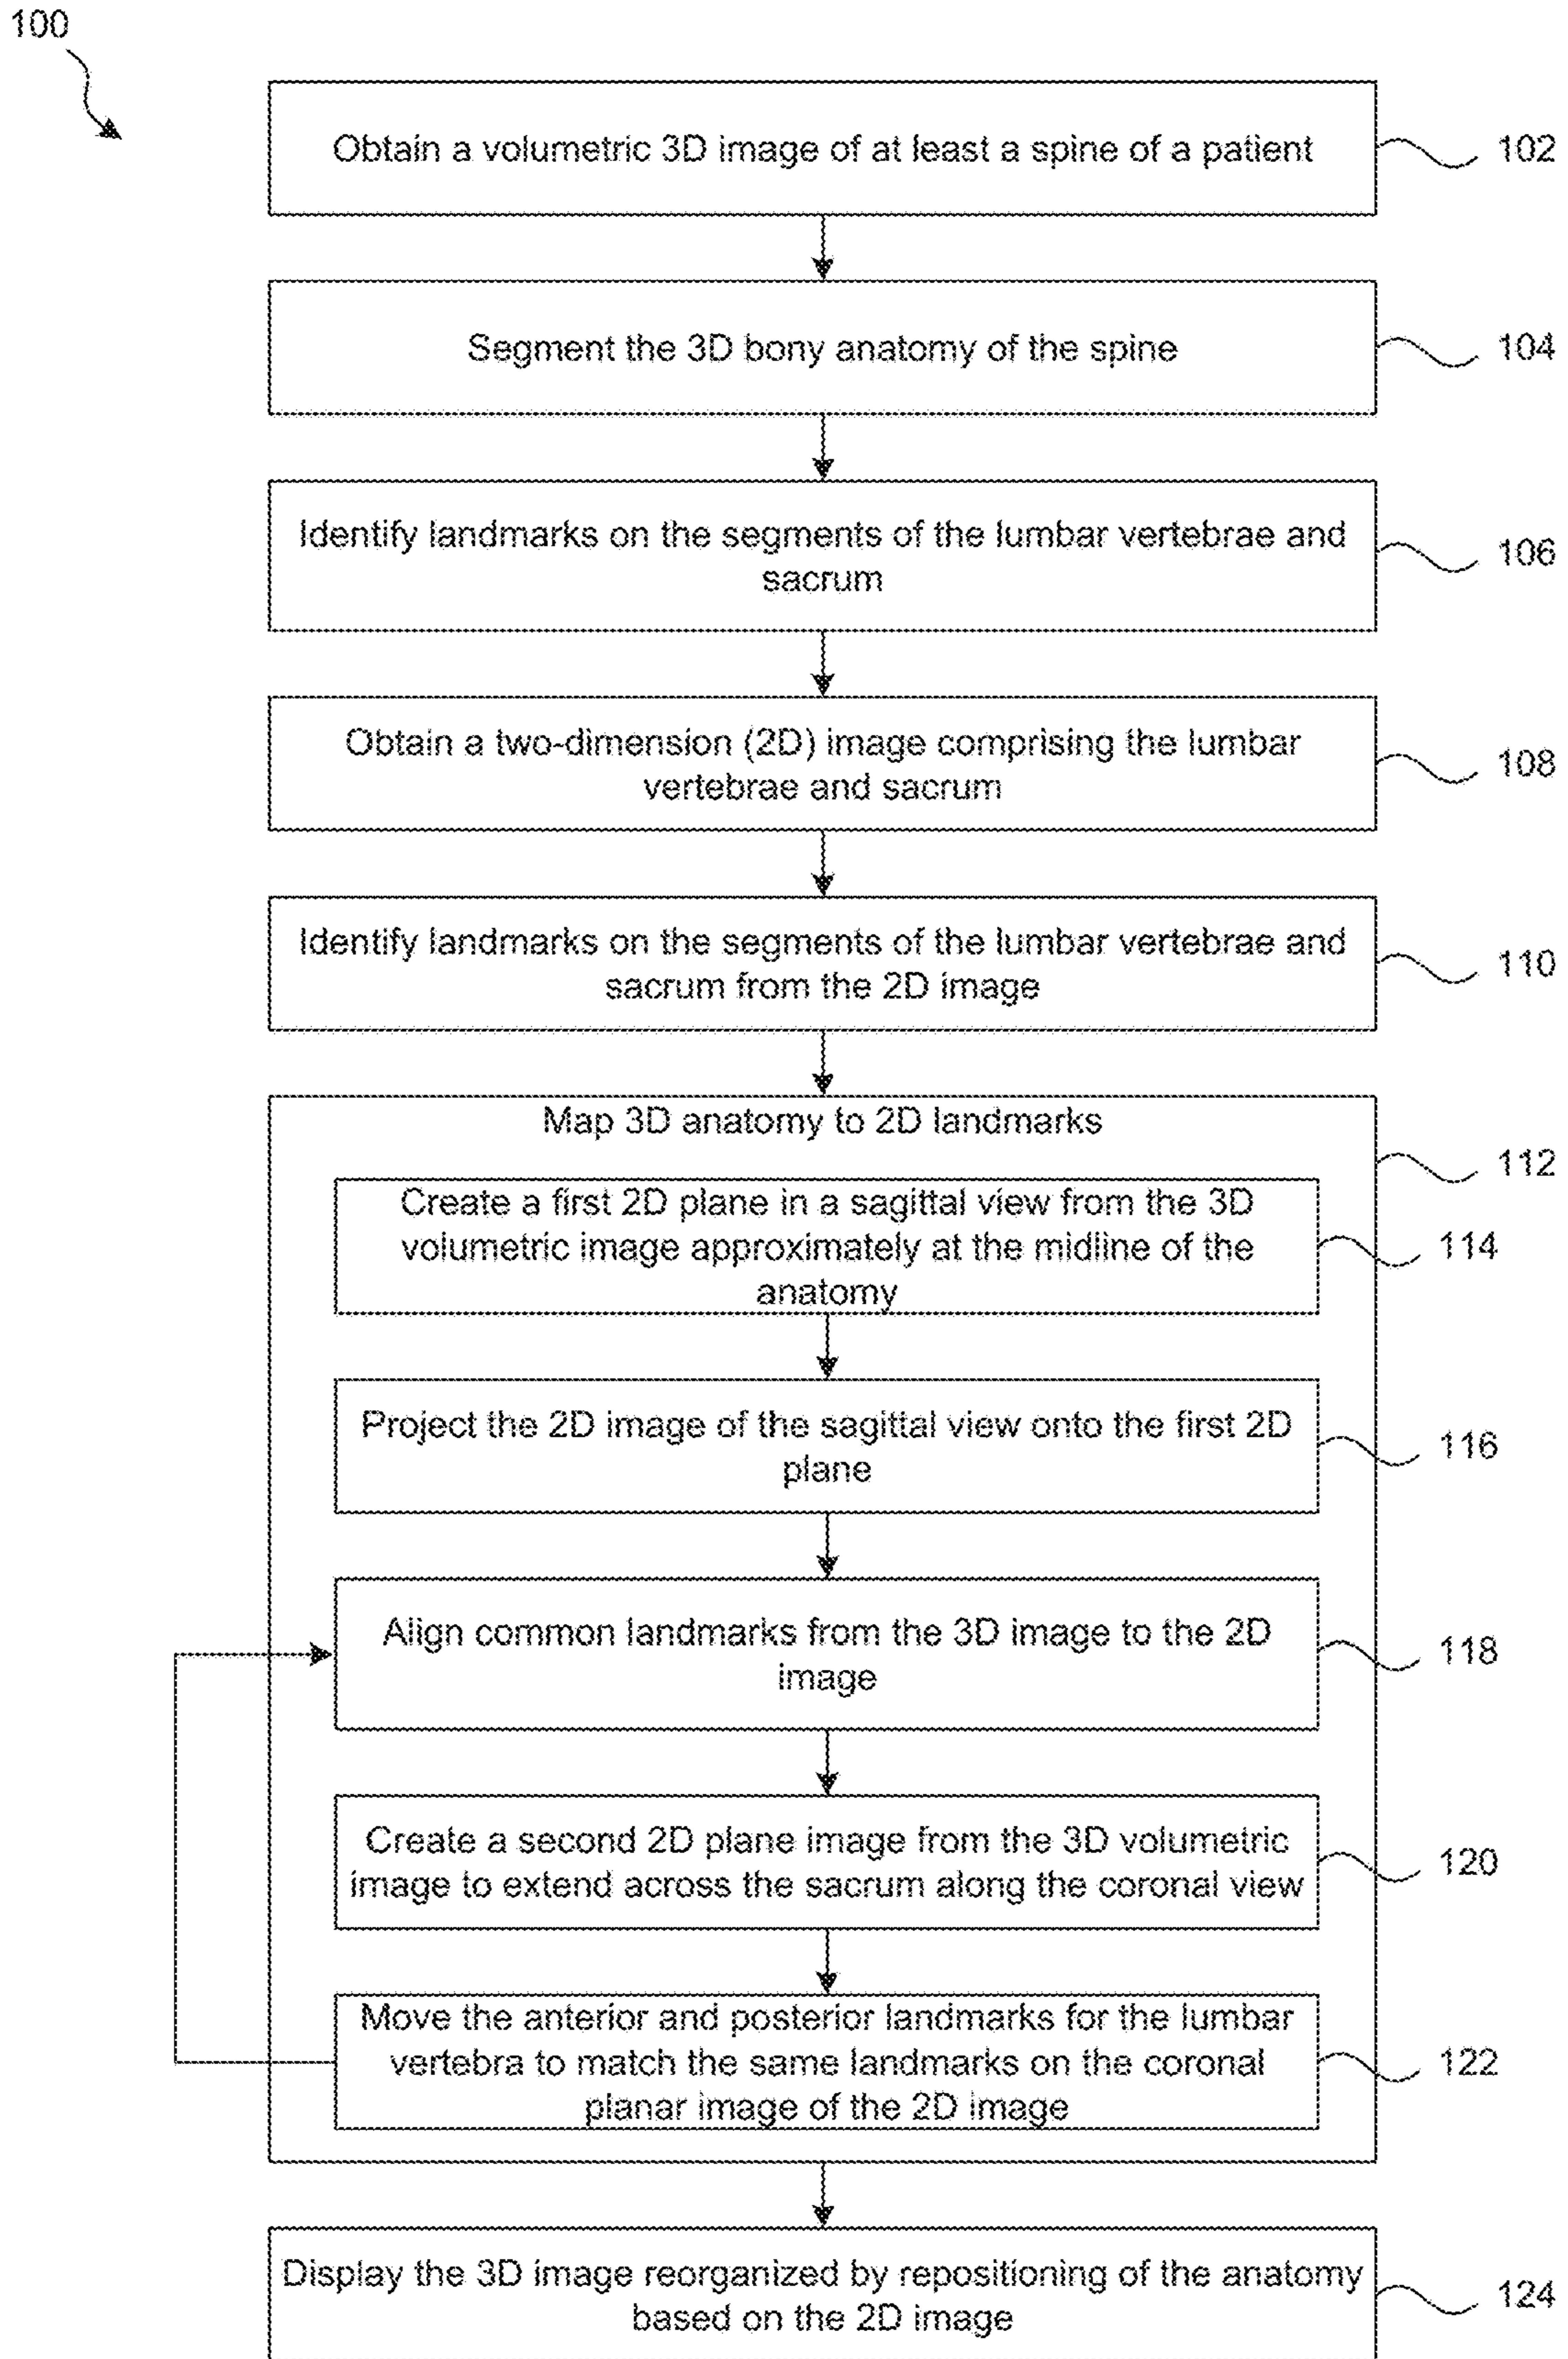 100
Obtain a volumetric 3D image of at least a spine of a patient
102
Segment the 3D bony anatomy of the spine
104
Identify landmarks on the segments of the lumbar vertebrae and
sacrum
106
Obtain a two-dimension (2D) image comprising the lumbar
vertebrae and sacrum
108
Identify landmarks on the segments of the lumbar vertebrae and
sacrum from the 2D image
110
Map 3D anatomy to 2D landmarks
112
Create a first 2D plane in a sagittal view from the 3D
volumetric image approximately at the midline of the
anatomy
114
Project the 2D image of the sagittal view onto the first 2D
plane
116
Align common landmarks from the 3D image to the 2D
image
118
Create a second 2D plane image from the 3D volumetric
image to extend across the sacrum along the coronal view
120
Move the anterior and posterior landmarks for the lumbar
vertebra to match the same landmarks on the coronal
planar image of the 2D image
122
Display the 3D image reorganized by repositioning of the anatomy
based on the 2D image
124